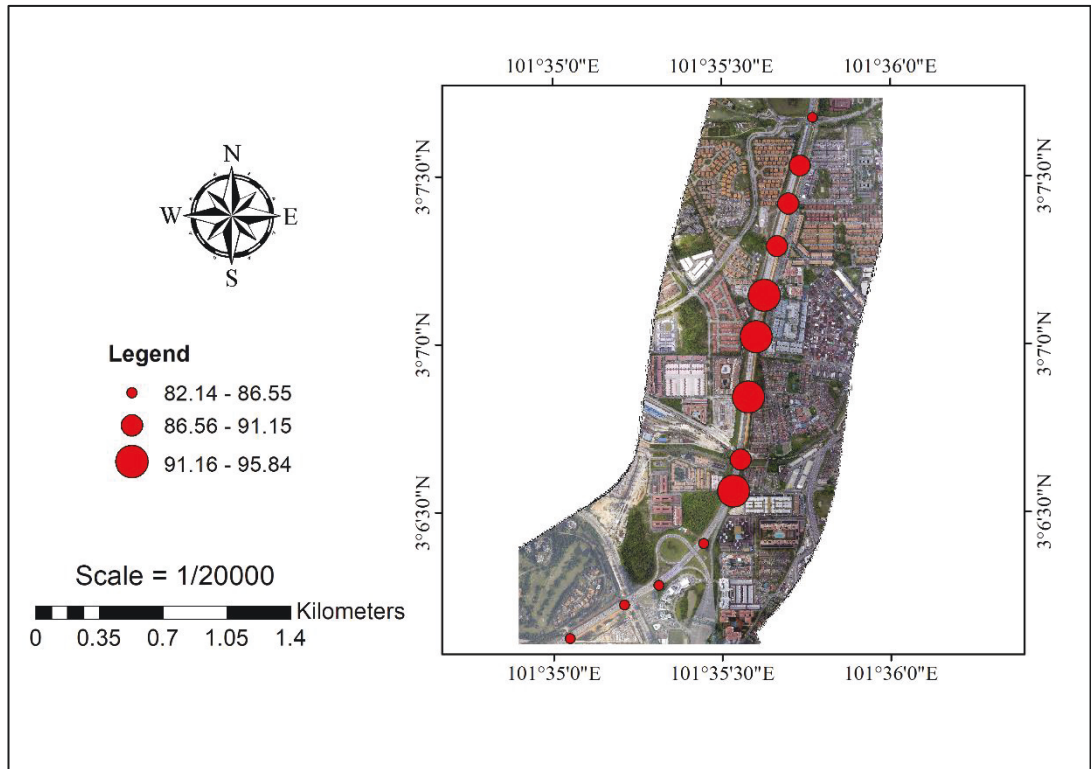 101°35'0"E 101°35'30"E 101°36'0"E
N
W E
S
3°7'30"N 3°7'30"N
3°7'0"N 3°7'0"N
Legend
82.14 - 86.55
86.56 - 91.15
91.16 - 95.84
3°6'30"N 3°6'30"N
Scale = 1/20000
Kilometers
0 0.35 0.7 1.05 1.4
101°35'0"E 101°35'30"E 101°36'0"E